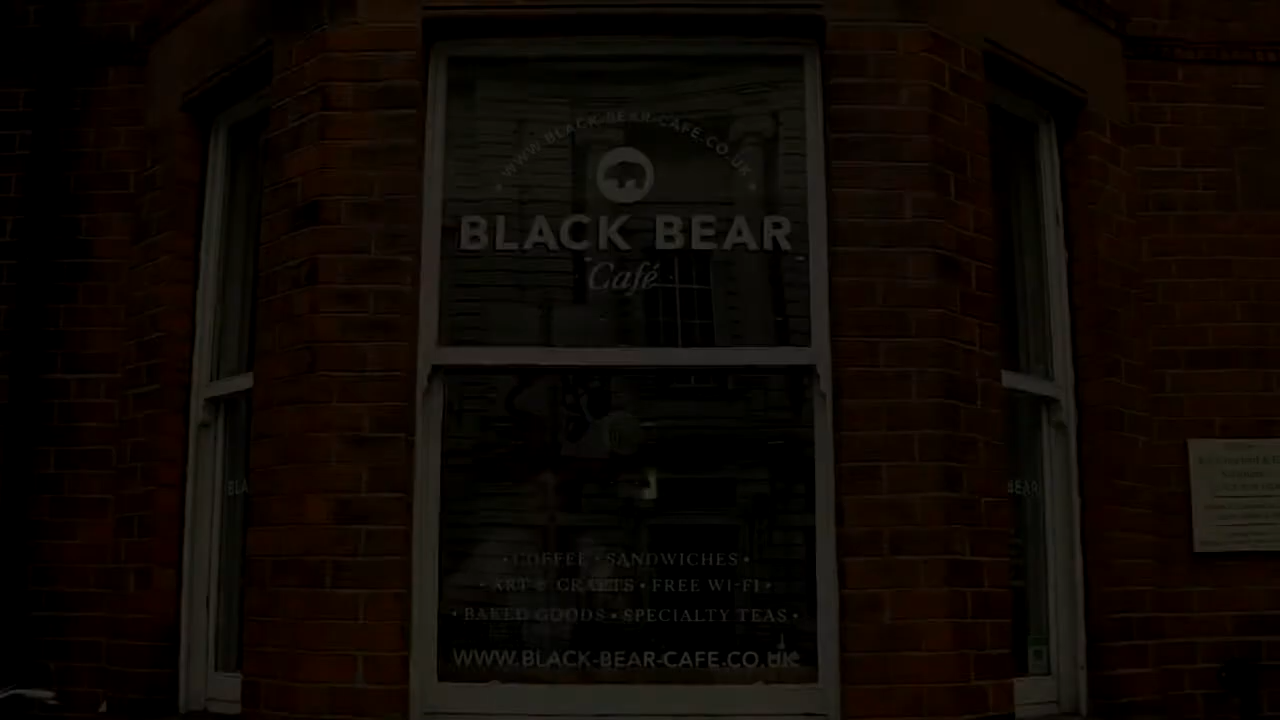 • WWW.BLACK-BEAR-CAFE.CO.UK •
BLACK BEAR
Café
BLA
BEAR
• COFFEE • SANDWICHES •
• ART & CRAFTS • FREE WI-FI •
• BAKED GOODS • SPECIALTY TEAS •
WWW.BLACK-BEAR-CAFE.CO.UK